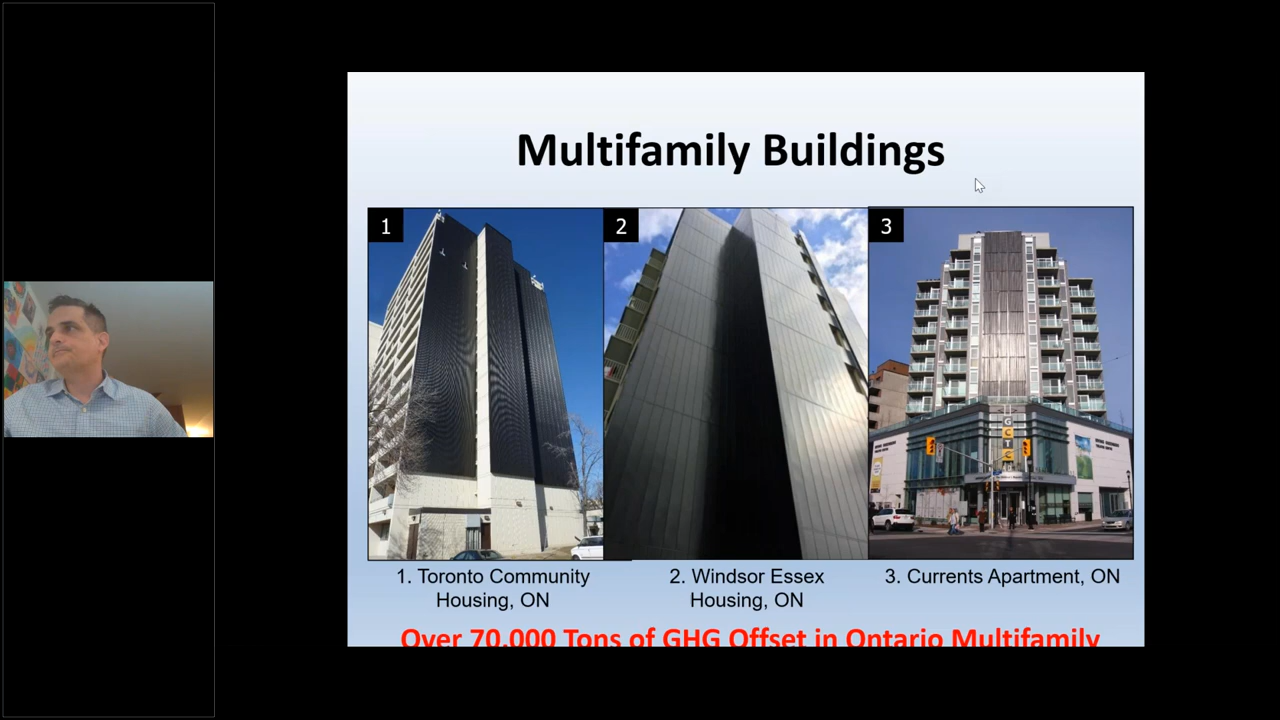 Multifamily Buildings
1
2
3
GCTC
1. Toronto Community
Housing, ON
2. Windsor Essex
Housing, ON
3. Currents Apartment, ON
Over 70,000 Tons of GHG Offset in Ontario Multifamily